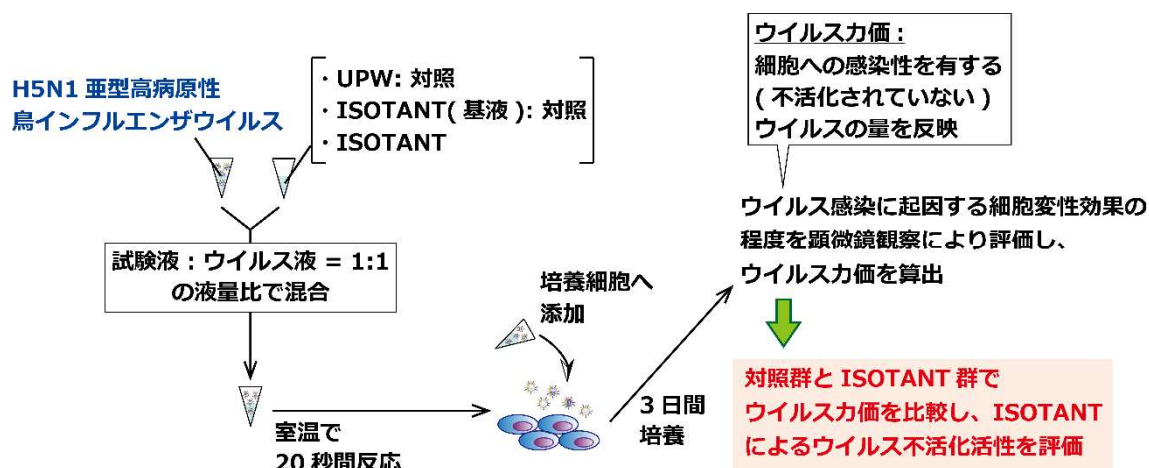 H5N1 亜型高病原性
鳥インフルエンザウイルス
・UPW: 対照
・ISOTANT( 基液 ): 対照
・ISOTANT
試験液 : ウイルス液 = 1:1
の液量比で混合
室温で
20 秒間反応
培養細胞へ
添加
3 日間
培養
ウイルス力価 :
細胞への感染性を有する
( 不活化されていない )
ウイルスの量を反映
ウイルス感染に起因する細胞変性効果の
程度を顕微鏡観察により評価し、
ウイルス力価を算出
対照群と ISOTANT 群で
ウイルス力価を比較し、ISOTANT
によるウイルス不活化活性を評価